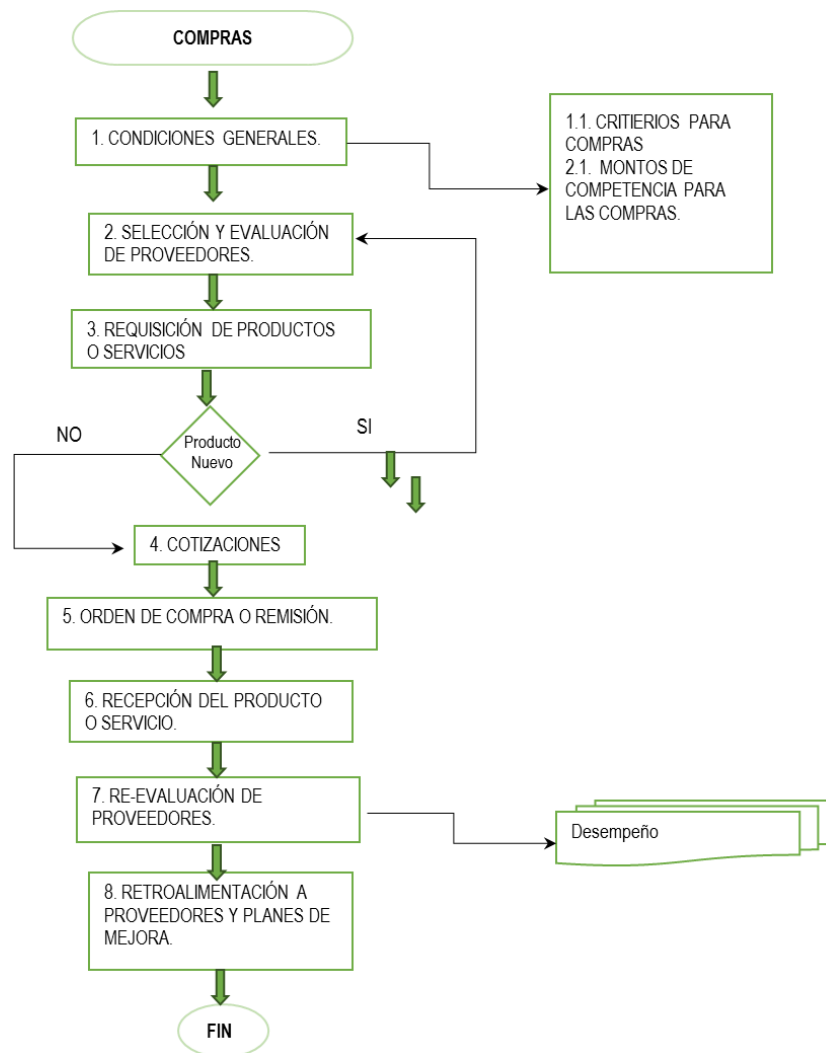 COMPRAS
1. CONDICIONES GENERALES.
1.1. CRITIERIOS PARA
COMPRAS
2.1. MONTOS DE
COMPETENCIA PARA
LAS COMPRAS.
2. SELECCIÓN Y EVALUACIÓN
DE PROVEEDORES.
3. REQUISICIÓN DE PRODUCTOS
O SERVICIOS
NO
Producto
Nuevo
SI
4. COTIZACIONES
5. ORDEN DE COMPRA O REMISIÓN.
6. RECEPCIÓN DEL PRODUCTO
O SERVICIO.
7. RE-EVALUACIÓN DE
PROVEEDORES.
Desempeño
8. RETROALIMENTACIÓN A
PROVEEDORES Y PLANES DE
MEJORA.
FIN